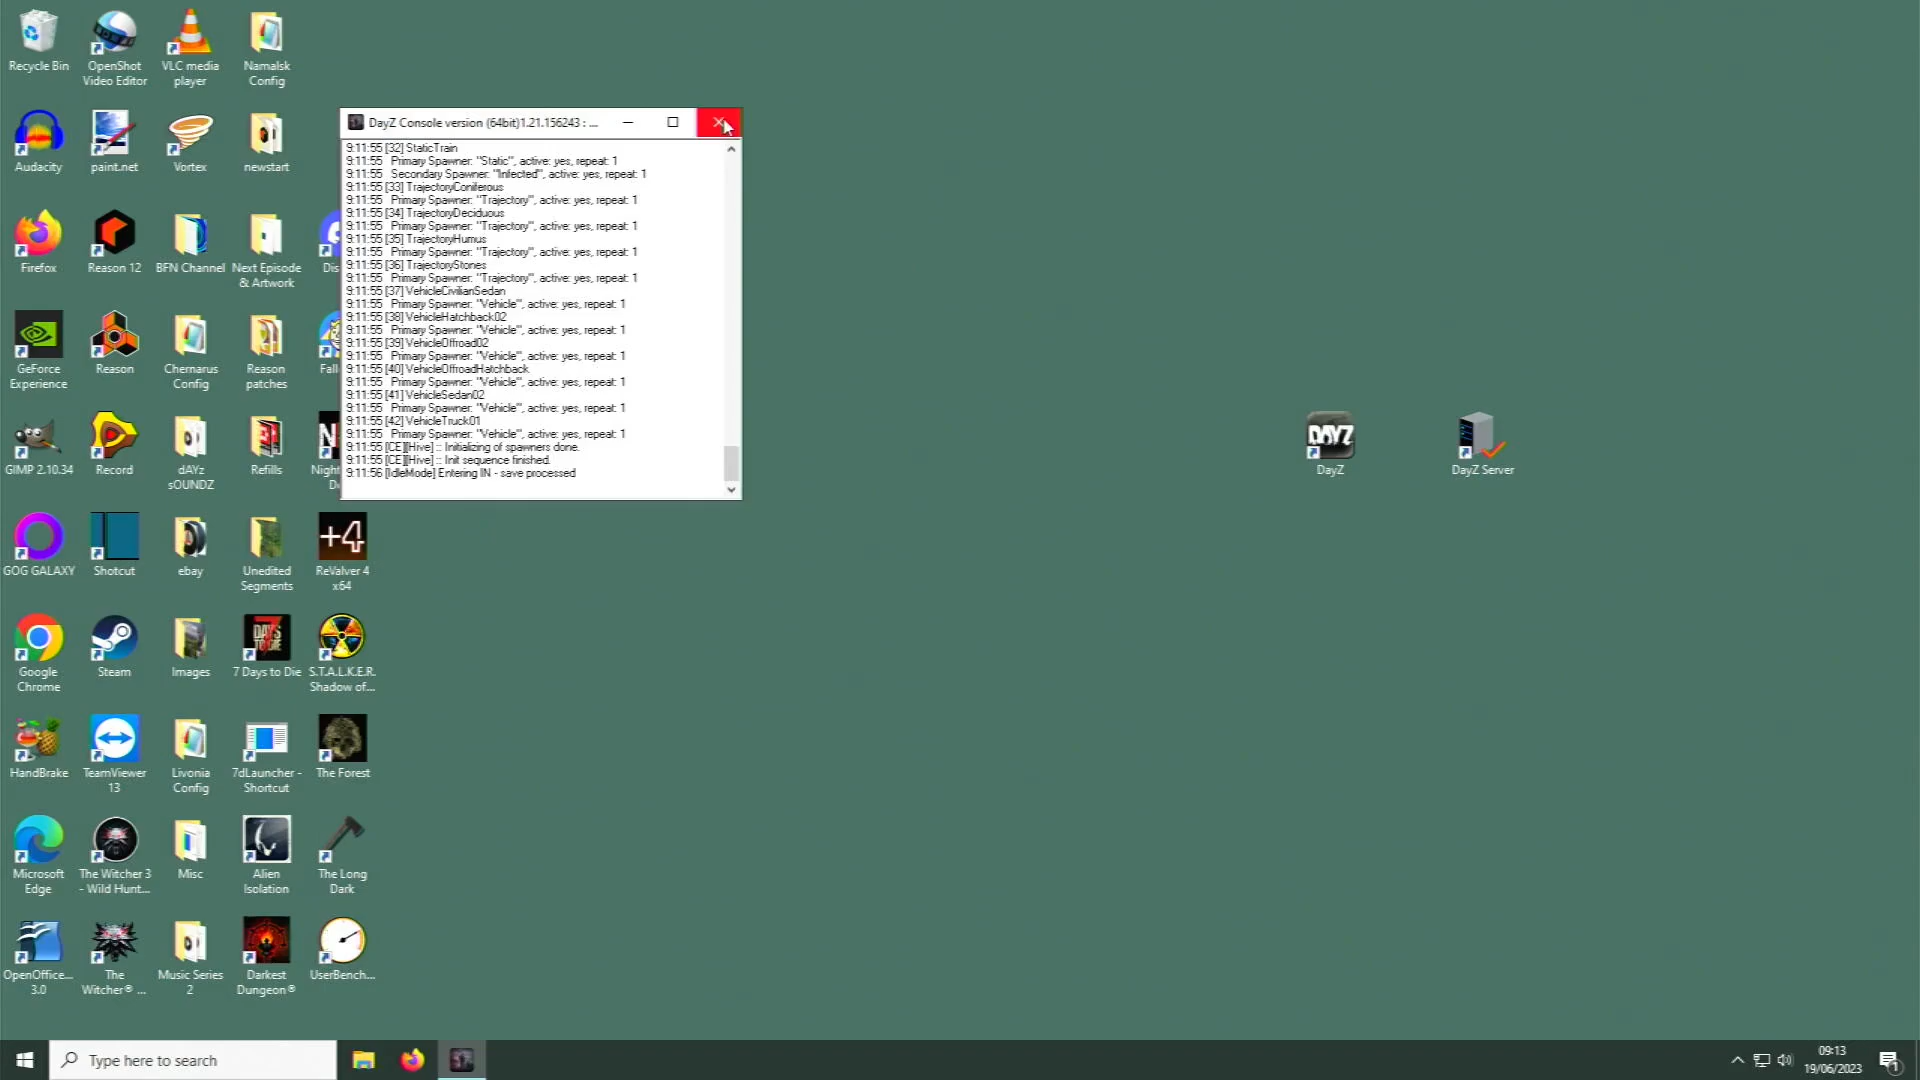 Recycle Bin
OpenShot
Video Editor
VLC media
player
Namalsk
Config
Audacity
paint.net
Vortex
newstart
Firefox
Reason 12
BFN Channel
Next Episode
& Artwork
Dis
GeForce
Experience
Reason
Chernarus
Config
Reason
patches
Fall
GIMP 2.10.34
Record
dAYz
sOUNDZ
Refills
Night
GOG GALAXY
Shotcut
ebay
Unedited
Segments
+4
ReValver 4
x64
Google
Chrome
Steam
Images
7 Days to Die
S.T.A.L.K.E.R.
Shadow of...
HandBrake
TeamViewer
13
Livonia
Config
7dLauncher -
Shortcut
The Forest
Microsoft
Edge
The Witcher 3
- Wild Hunt...
Misc
Alien
Isolation
The Long
Dark
OpenOffice...
3.0
The
Witcher® ...
Music Series
2
Darkest
Dungeon®
UserBench...
DayZ Console version (64bit)1.21.156243 : ...
9:11:55 [32] StaticTrain
9:11:55 Primary Spawner: "Static", active: yes, repeat: 1
9:11:55 Secondary Spawner: "Infected", active: yes, repeat: 1
9:11:55 [33] TrajectoryConiferous
9:11:55 Primary Spawner: "Trajectory", active: yes, repeat: 1
9:11:55 [34] TrajectoryDeciduous
9:11:55 Primary Spawner: "Trajectory", active: yes, repeat: 1
9:11:55 [35] TrajectoryHumus
9:11:55 Primary Spawner: "Trajectory", active: yes, repeat: 1
9:11:55 [36] TrajectoryStones
9:11:55 Primary Spawner: "Trajectory", active: yes, repeat: 1
9:11:55 [37] VehicleCivilianSedan
9:11:55 Primary Spawner: "Vehicle", active: yes, repeat: 1
9:11:55 [38] VehicleHatchback02
9:11:55 Primary Spawner: "Vehicle", active: yes, repeat: 1
9:11:55 [39] VehicleOffroad02
9:11:55 Primary Spawner: "Vehicle", active: yes, repeat: 1
9:11:55 [40] VehicleOffroadHatchback
9:11:55 Primary Spawner: "Vehicle", active: yes, repeat: 1
9:11:55 [41] VehicleSedan02
9:11:55 Primary Spawner: "Vehicle", active: yes, repeat: 1
9:11:55 [42] VehicleTruck01
9:11:55 Primary Spawner: "Vehicle", active: yes, repeat: 1
9:11:55 [CE][Hive] :: Initializing of spawners done.
9:11:55 [CE][Hive] :: Init sequence finished.
9:11:56 [IdleMode] Entering IN - save processed
DAYZ
DayZ
DayZ Server
Type here to search
09:13
19/06/2023
1